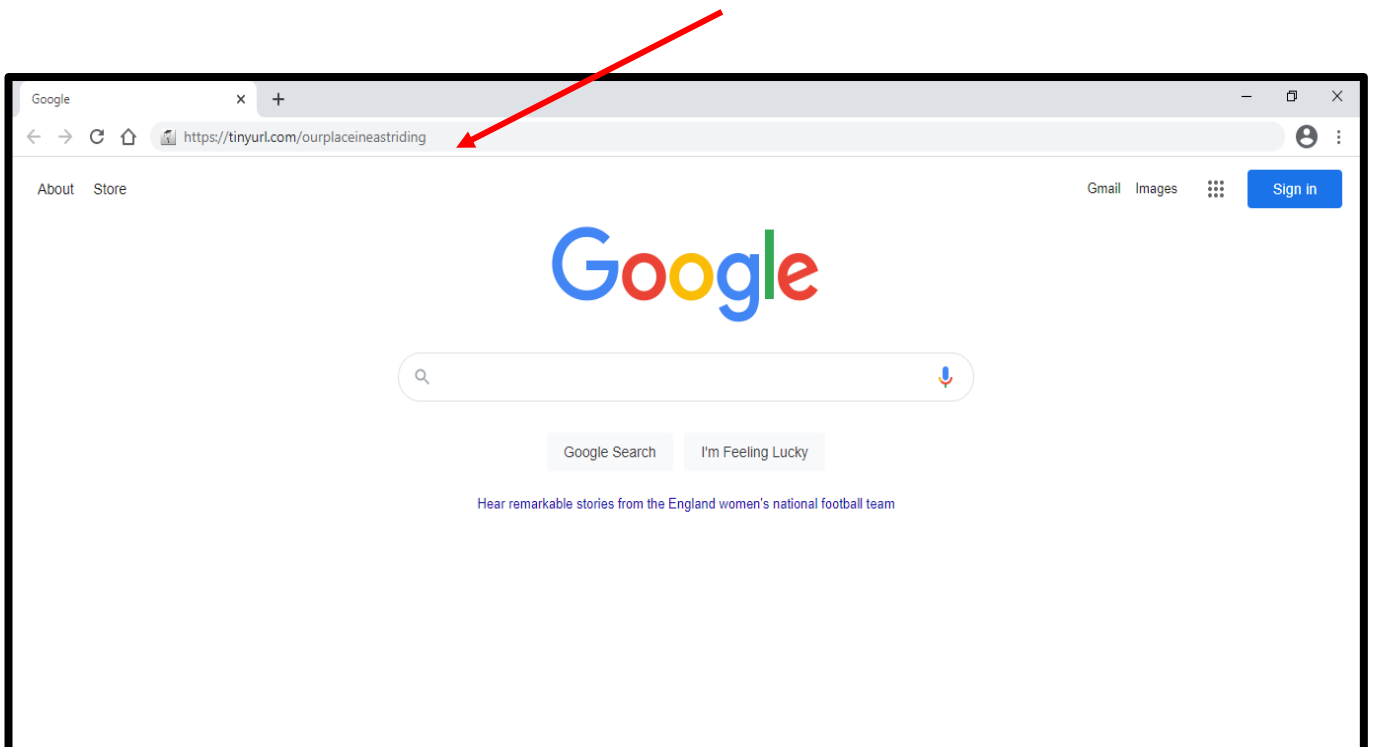 Google
https://tinyurl.com/ourplaceineastriding
About Store Gmail Images Sign in
Google
Google Search I'm Feeling Lucky
Hear remarkable stories from the England women's national football team